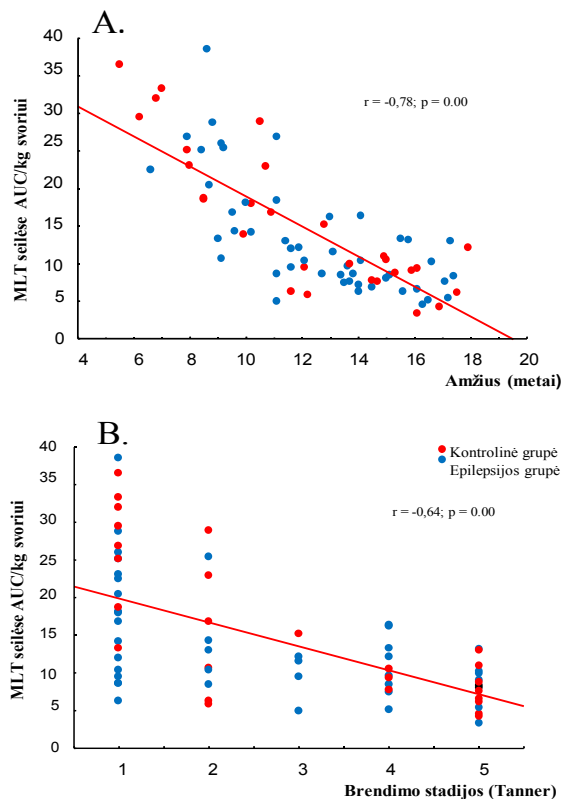 A.
40
35
30
25
20
15
10
5
0
MLT seilėse AUC/kg svoriui
r = -0,78; p = 0.00
4 6 8 10 12 14 16 18 20
Amžius (metai)
B.
Kontrolinė grupė
Epilepsijos grupė
40
35
30
25
20
15
10
5
0
MLT seilėse AUC/kg svoriui
r = -0,64; p = 0.00
1 2 3 4 5
Brendimo stadijos (Tanner)